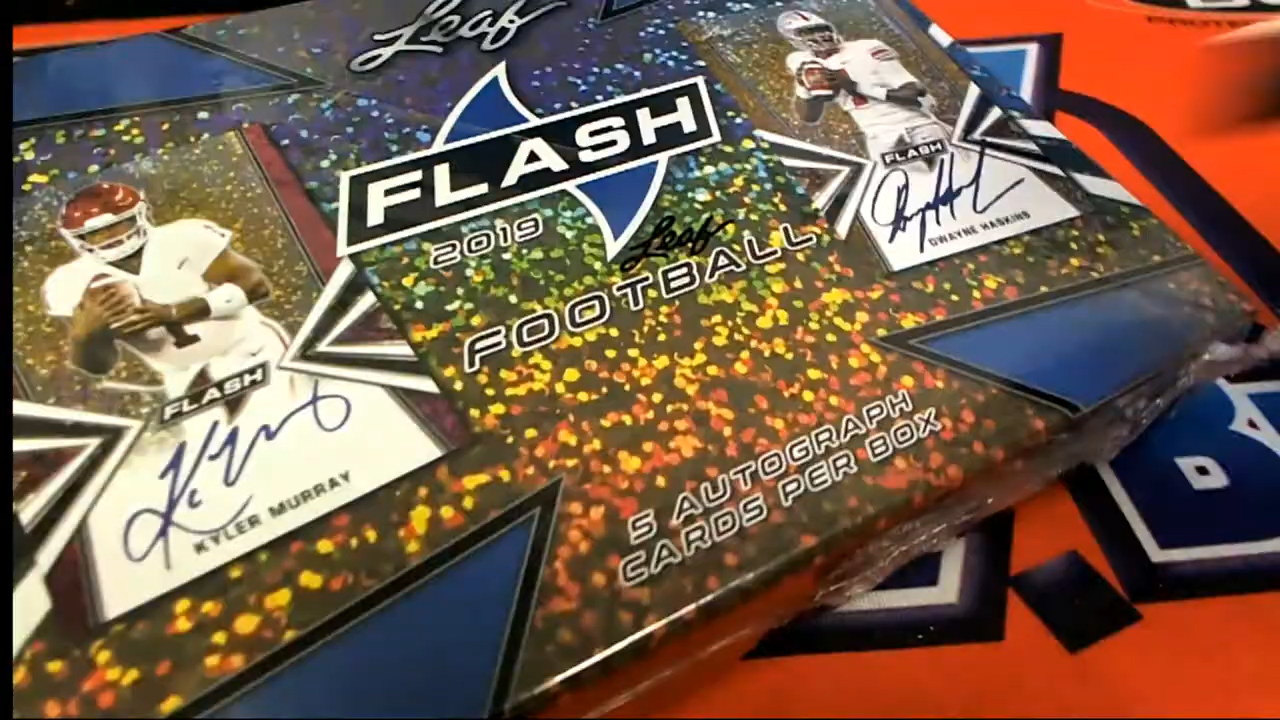 Leaf
FLASH
2019
Leaf
FOOTBALL
FLASH
DWAYNE HASKINS
FLASH
KYLER MURRAY
5 AUTOGRAPH
CARDS PER BOX